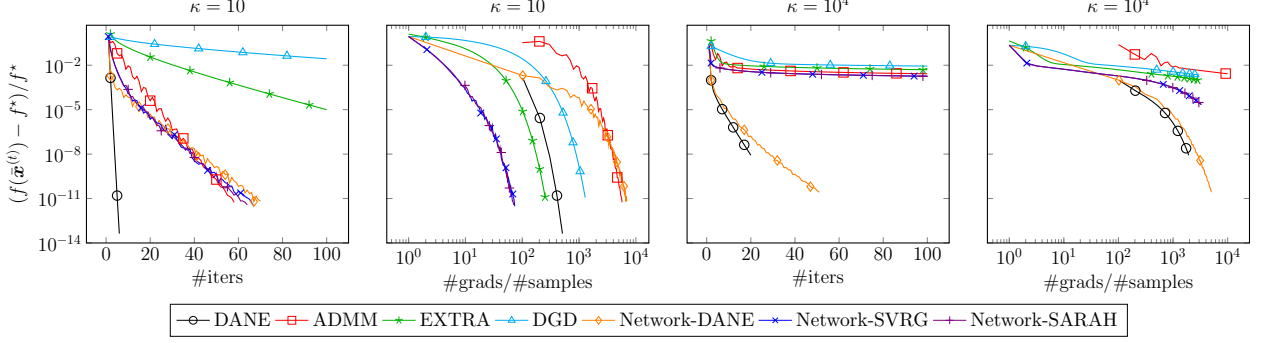 κ = 10
κ = 10
κ = 10⁴
κ = 10⁴
(f(x̄⁽ᵗ⁾) − f⋆)/f⋆
10⁻²
10⁻⁵
10⁻⁸
10⁻¹¹
10⁻¹⁴
0 20 40 60 80 100
10⁰ 10¹ 10² 10³ 10⁴
0 20 40 60 80 100
10⁰ 10¹ 10² 10³ 10⁴
#iters
#grads/#samples
#iters
#grads/#samples
DANE ADMM EXTRA DGD Network-DANE Network-SVRG Network-SARAH